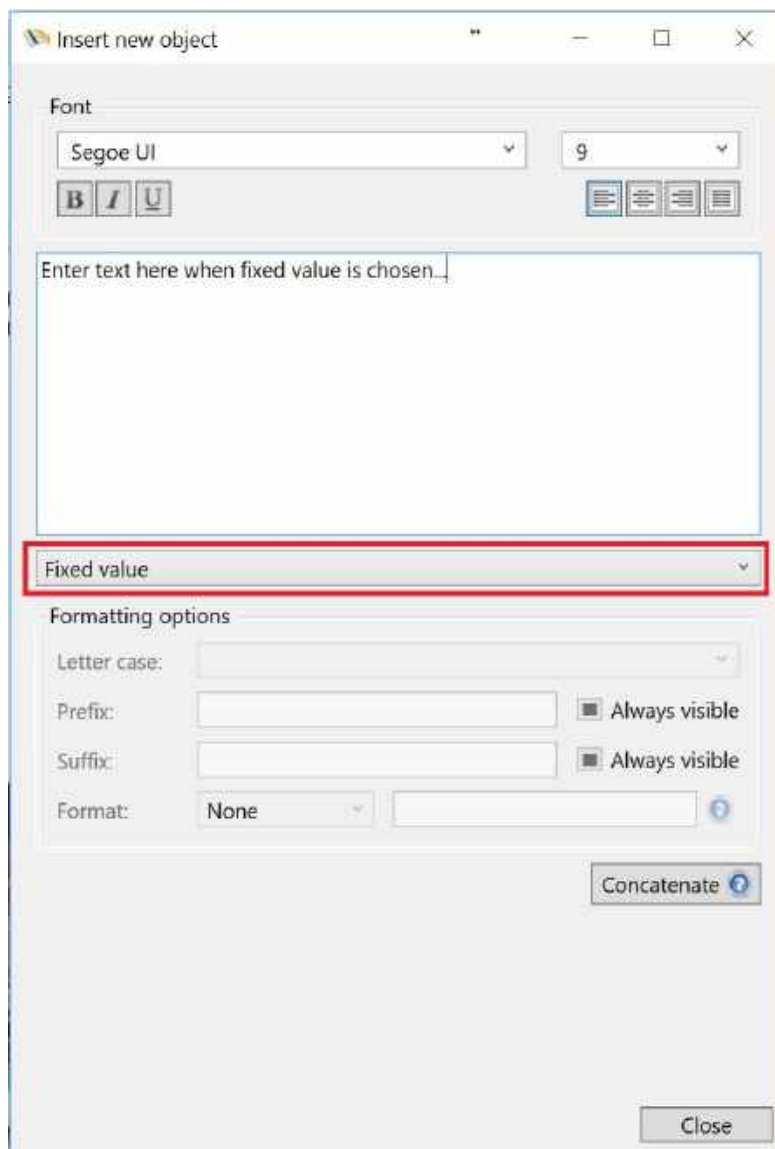 Insert new object
Font
Segoe UI 9
B I U
Enter text here when fixed value is chosen...
Fixed value
Formatting options
Letter case:
Prefix: Always visible
Suffix: Always visible
Format: None
Concatenate ?
Close